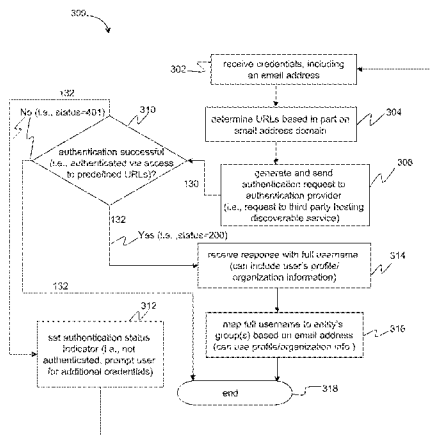 300
132
No (i.e., status=401)
310
authentication successful
(i.e., authenticated via access
to predefined URLs)?
302
receive credentials, including
an email address
determine URLs based in part on
email address domain
304
130
generate and send
authentication request to
authentication provider
(i.e., request to third party hosting
discoverable service)
306
132
Yes (i.e., status=200)
receive response with full username
(can include user's profile/
organization information)
314
132
312
set authentication status
indicator (i.e., not
authenticated, prompt user
for additional credentials)
map full username to entity's
group(s) based on email address
(can use profile/organization info.)
316
end
318